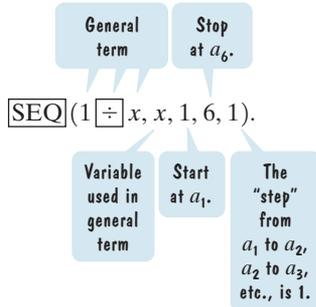 General
term
Stop
at a₆.
SEQ (1 ÷ x, x, 1, 6, 1).
Variable
used in
general
term
Start
at a₁.
The
“step”
from
a₁ to a₂,
a₂ to a₃,
etc., is 1.